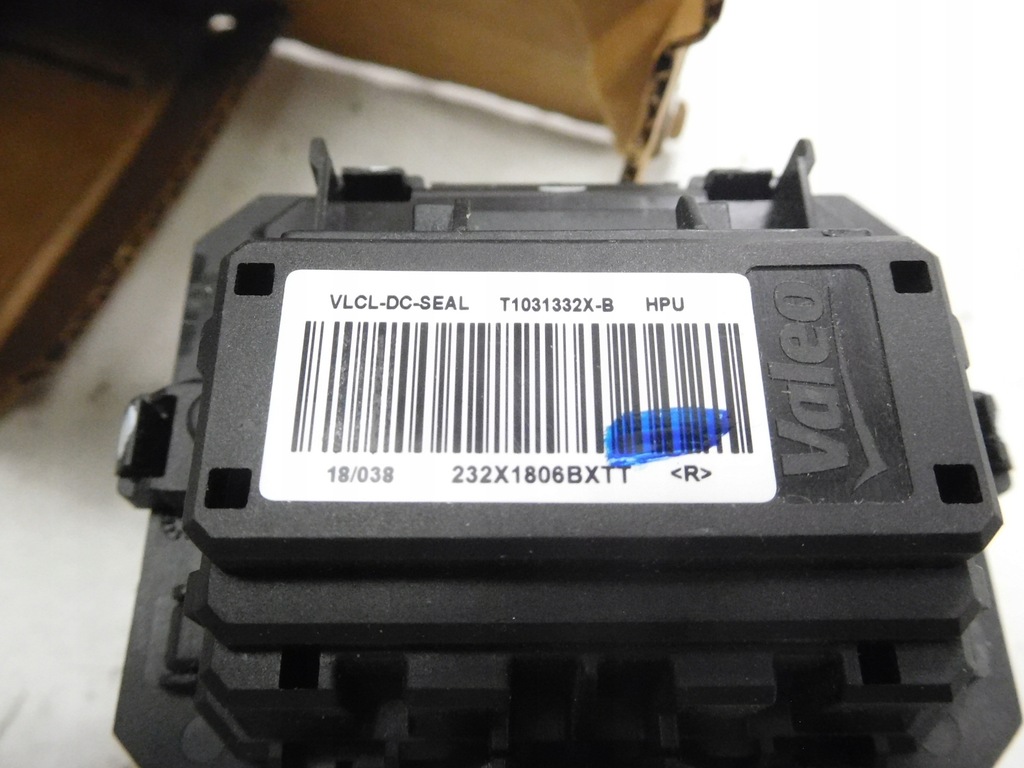 VLCL-DC-SEAL T1031332X-B HPU
18/038 232X1806BXTT <R>
Valeo